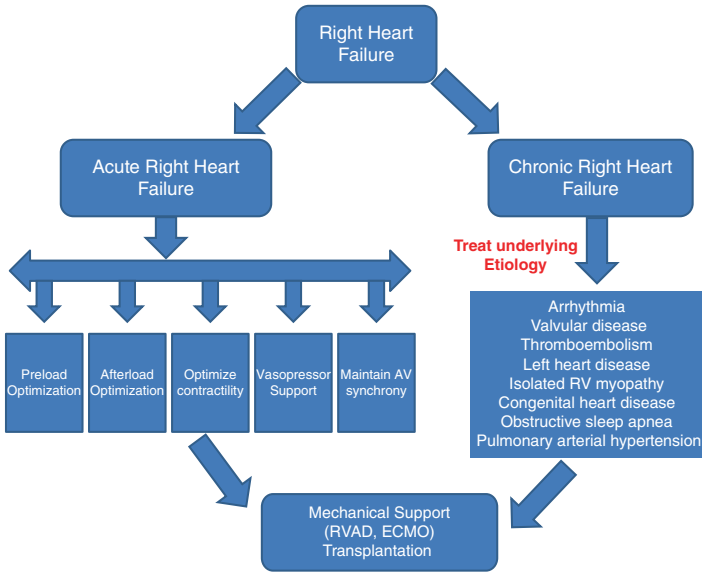 Right Heart
Failure
Acute Right Heart
Failure
Chronic Right Heart
Failure
Treat underlying
Etiology
Preload
Optimization
Afterload
Optimization
Optimize
contractility
Vasopressor
Support
Maintain AV
synchrony
Arrhythmia
Valvular disease
Thromboembolism
Left heart disease
Isolated RV myopathy
Congenital heart disease
Obstructive sleep apnea
Pulmonary arterial hypertension
Mechanical Support
(RVAD, ECMO)
Transplantation